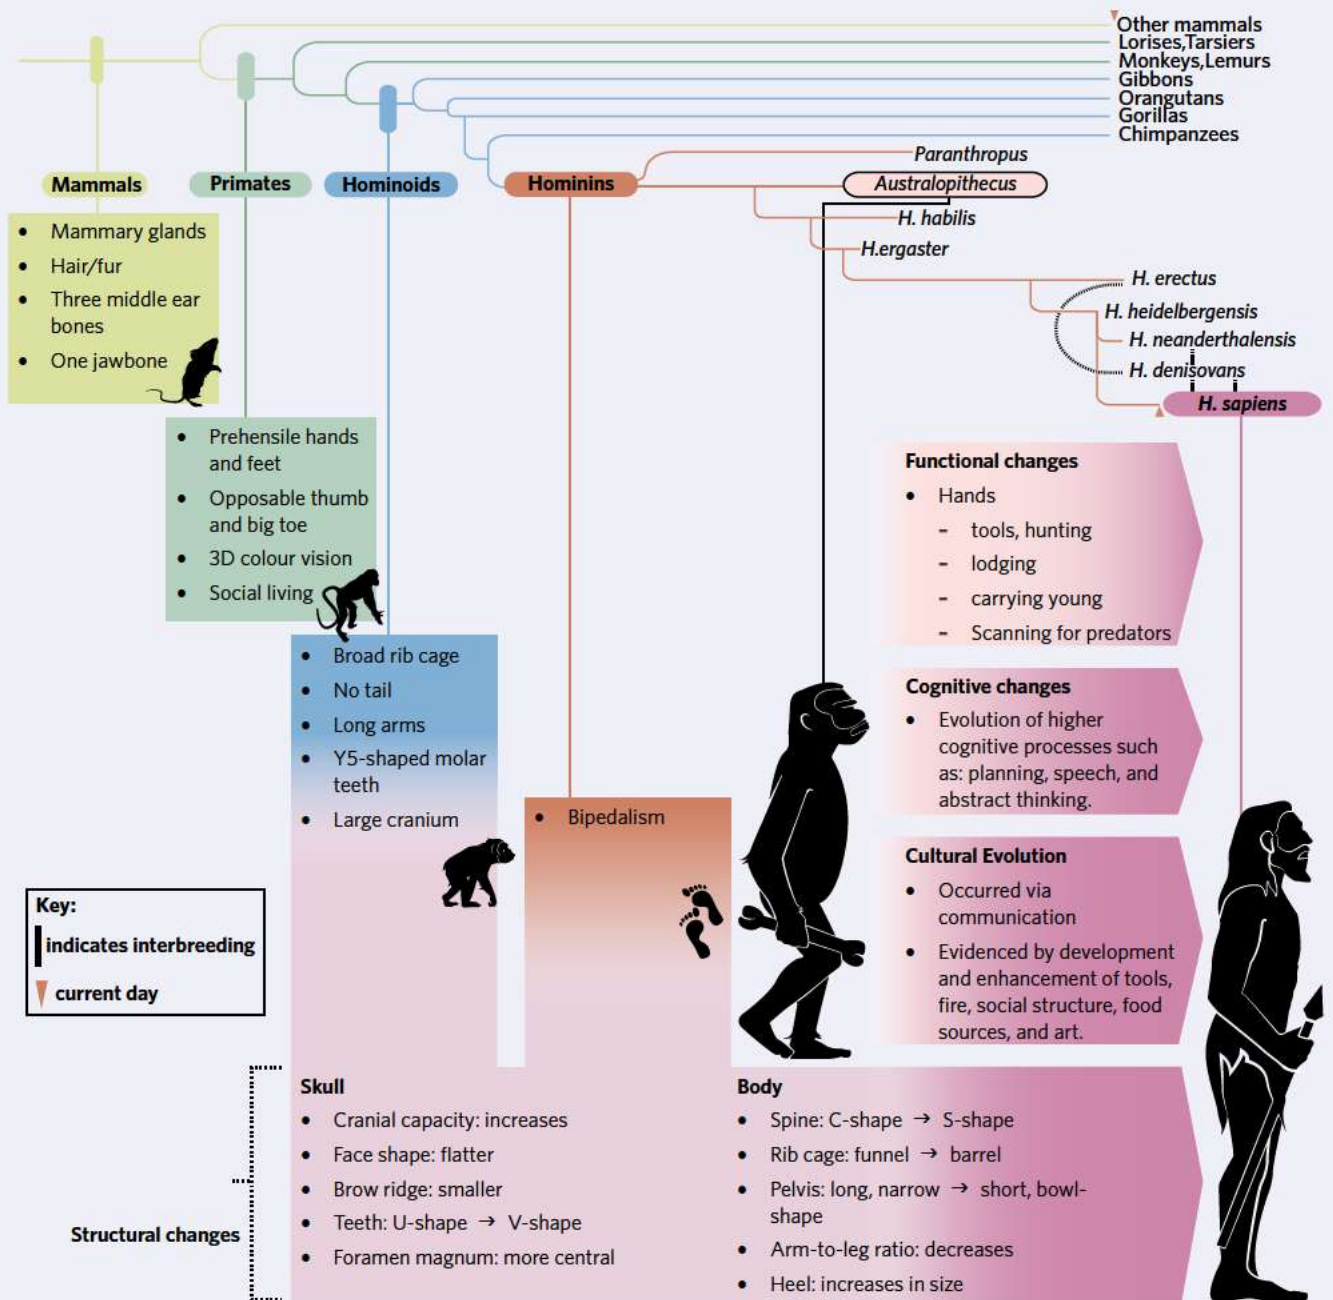 Other mammals
Lorises,Tarsiers
Monkeys,Lemurs
Gibbons
Orangutans
Gorillas
Chimpanzees
Paranthropus
Mammals
Primates
Hominoids
Hominins
Australopithecus
H. habilis
H.ergaster
H. erectus
H. heidelbergensis
H. neanderthalensis
H. denisovans
H. sapiens
• Mammary glands
• Hair/fur
• Three middle ear
bones
• One jawbone
• Prehensile hands
and feet
• Opposable thumb
and big toe
• 3D colour vision
• Social living
• Broad rib cage
• No tail
• Long arms
• Y5-shaped molar
teeth
• Large cranium
• Bipedalism
Functional changes
• Hands
- tools, hunting
- lodging
- carrying young
- Scanning for predators
Cognitive changes
• Evolution of higher
cognitive processes such
as: planning, speech, and
abstract thinking.
Cultural Evolution
• Occurred via
communication
• Evidenced by development
and enhancement of tools,
fire, social structure, food
sources, and art.
Key:
indicates interbreeding
current day
Structural changes
Skull
• Cranial capacity: increases
• Face shape: flatter
• Brow ridge: smaller
• Teeth: U-shape → V-shape
• Foramen magnum: more central
Body
• Spine: C-shape → S-shape
• Rib cage: funnel → barrel
• Pelvis: long, narrow → short, bowl-
shape
• Arm-to-leg ratio: decreases
• Heel: increases in size